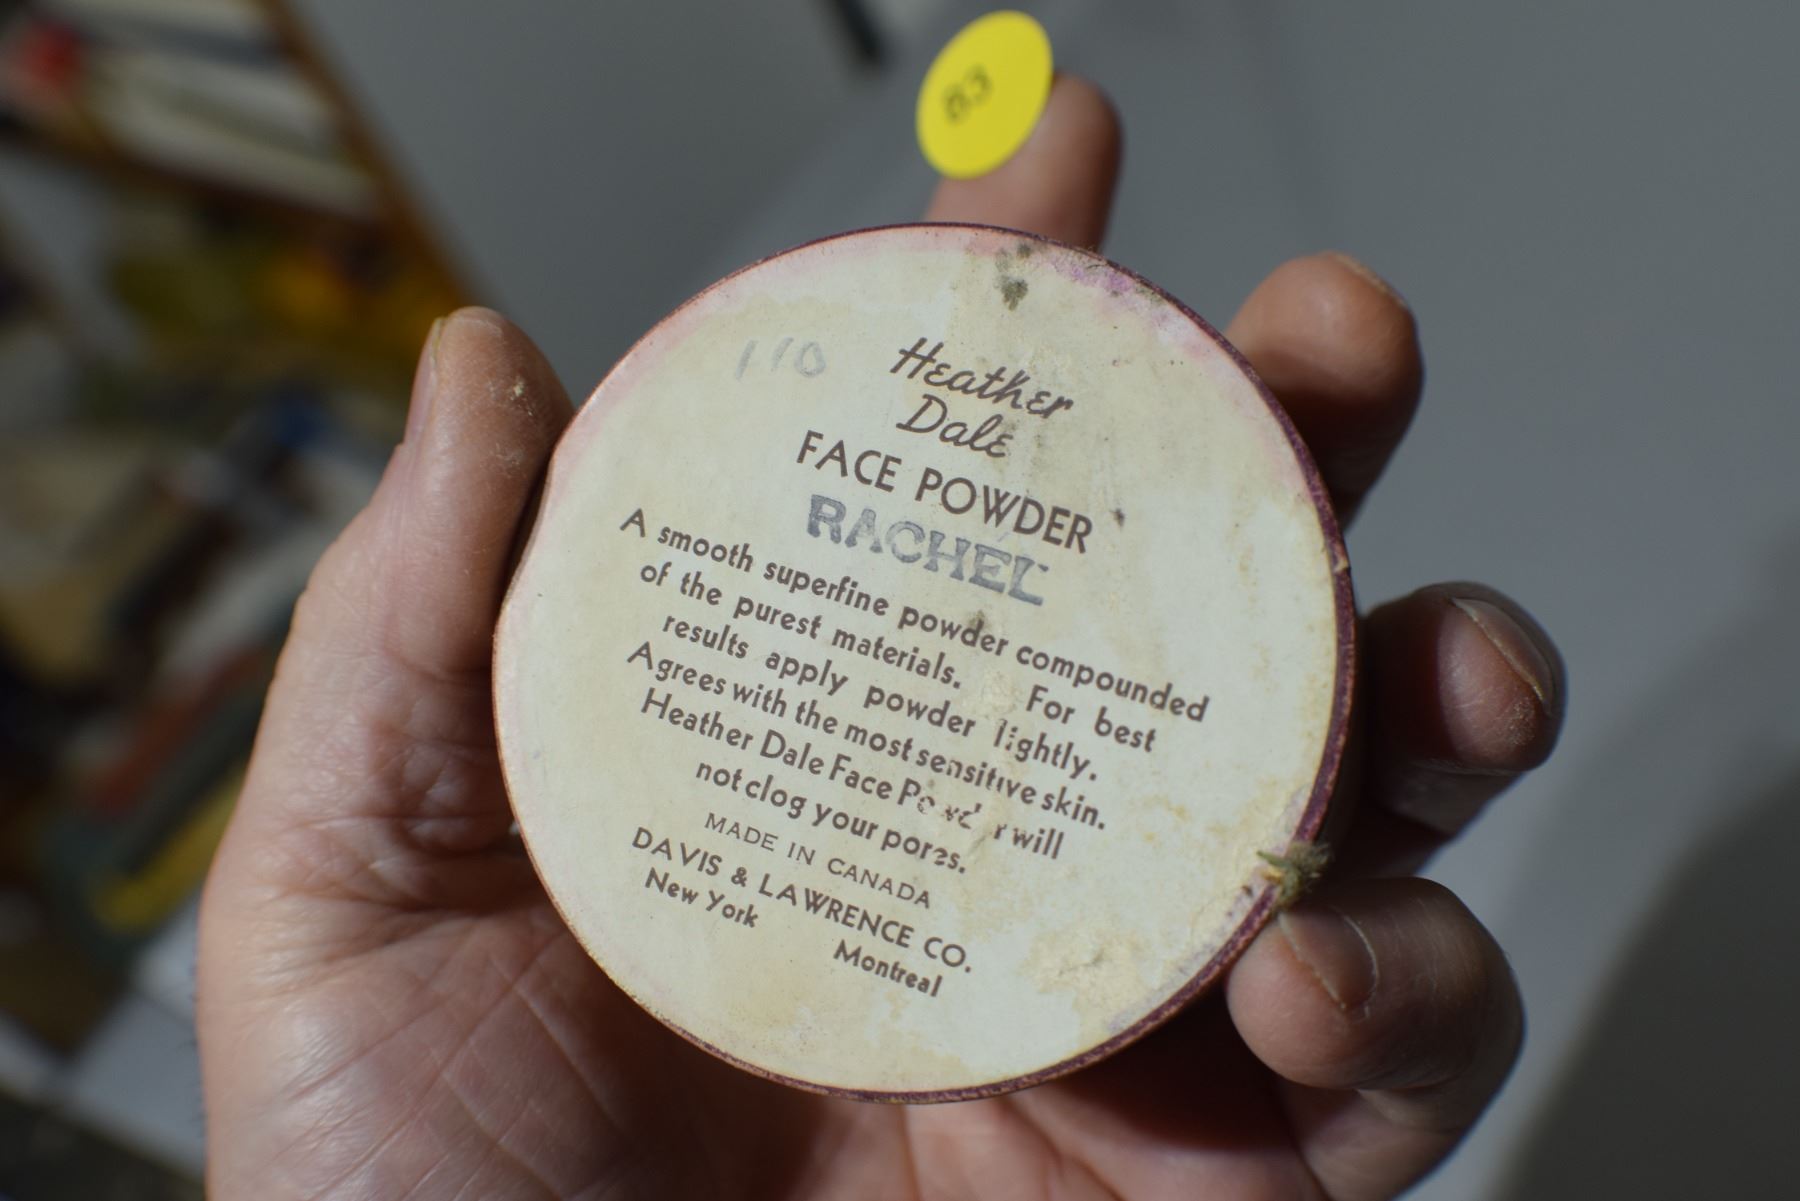 83
110
Heather
Dale
FACE POWDER
RACHEL
A smooth superfine powder compounded
of the purest materials. For best
results apply powder lightly.
Agrees with the most sensitive skin.
Heather Dale Face Powder will
not clog your pores.
MADE IN CANADA
DAVIS & LAWRENCE CO.
New York Montreal